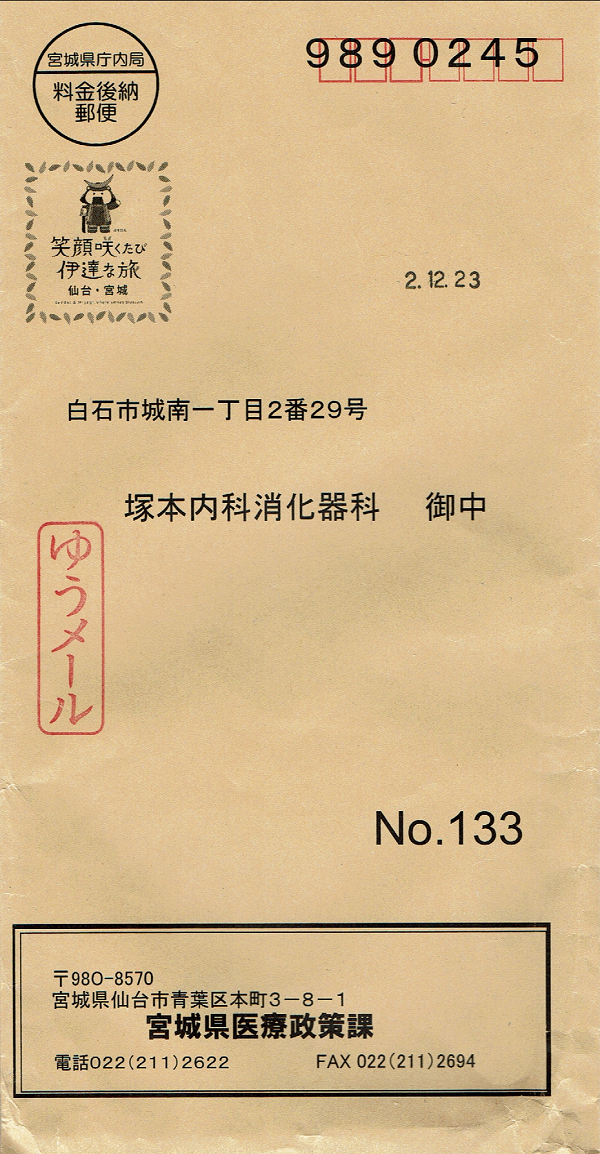 9890245
宮城県庁内局
料金後納
郵便
笑顔咲くたび
伊達な旅
仙台・宮城
2.12.23
白石市城南一丁目2番29号
塚本内科消化器科 御中
ゆうメール
No.133
〒980-8570
宮城県仙台市青葉区本町3-8-1
宮城県医療政策課
電話022(211)2622 FAX 022(211)2694